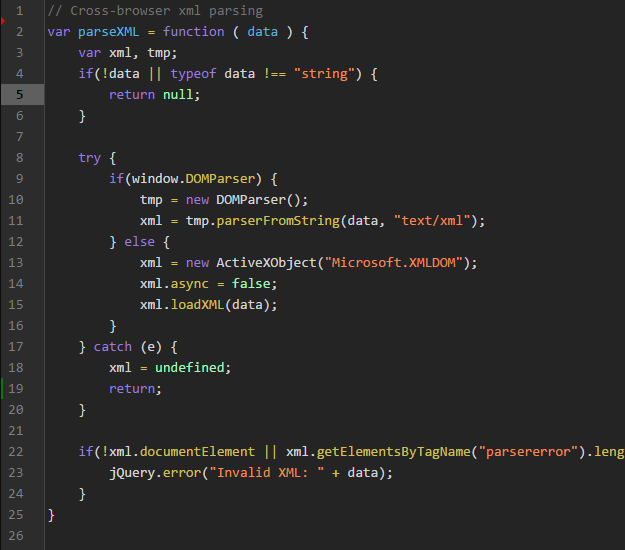 1 // Cross-browser xml parsing
2 var parseXML = function ( data ) {
3 var xml, tmp;
4 if(!data || typeof data !== "string") {
5 return null;
6 }
7
8 try {
9 if(window.DOMParser) {
10 tmp = new DOMParser();
11 xml = tmp.parserFromString(data, "text/xml");
12 } else {
13 xml = new ActiveXObject("Microsoft.XMLDOM");
14 xml.async = false;
15 xml.loadXML(data);
16 }
17 } catch (e) {
18 xml = undefined;
19 return;
20 }
21
22 if(!xml.documentElement || xml.getElementsByTagName("parsererror").leng
23 jQuery.error("Invalid XML: " + data);
24 }
25 }
26